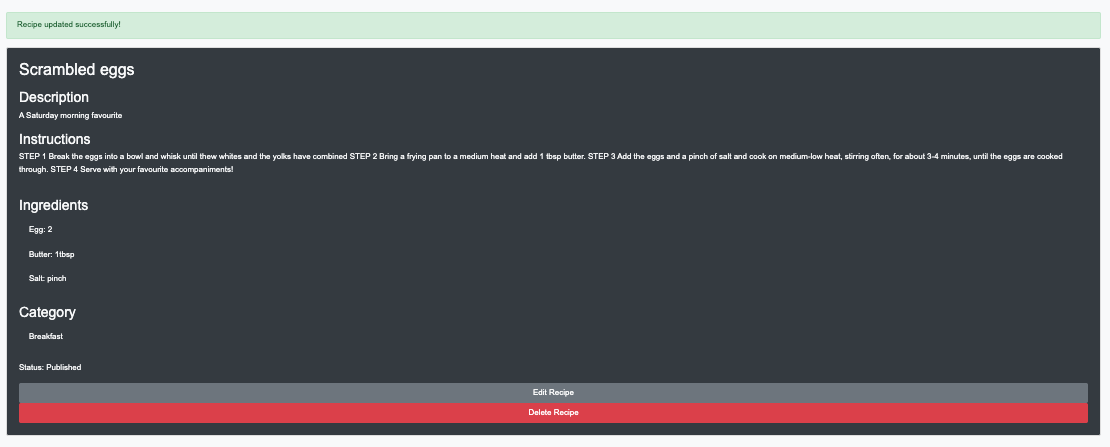 Recipe updated successfully!
Scrambled eggs
Description
A Saturday morning favourite
Instructions
STEP 1 Break the eggs into a bowl and whisk until thew whites and the yolks have combined STEP 2 Bring a frying pan to a medium heat and add 1 tbsp butter. STEP 3 Add the eggs and a pinch of salt and cook on medium-low heat, stirring often, for about 3-4 minutes, until the eggs are cooked
through. STEP 4 Serve with your favourite accompaniments!
Ingredients
Egg: 2
Butter: 1tbsp
Salt: pinch
Category
Breakfast
Status: Published
Edit Recipe
Delete Recipe